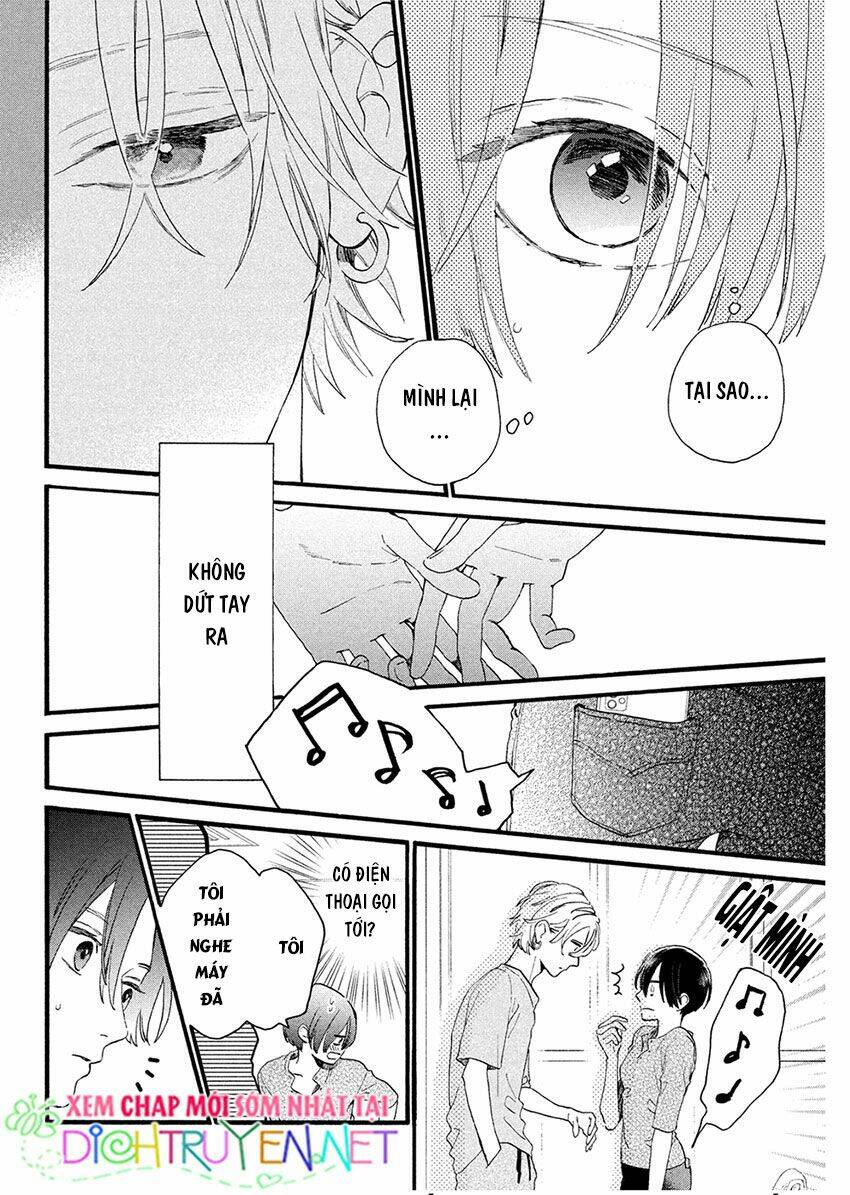 TẠI SAO...
MÌNH LẠI
...
KHÔNG
DỨT TAY
RA
GIẬT MÌNH
CÓ ĐIỆN
THOẠI GỌI
TỚI?
TÔI
TÔI
PHẢI
NGHE
MÁY ĐÃ
XEM CHAP MỚI SỚM NHẤT TẠI
DICHTRUYEN.NET